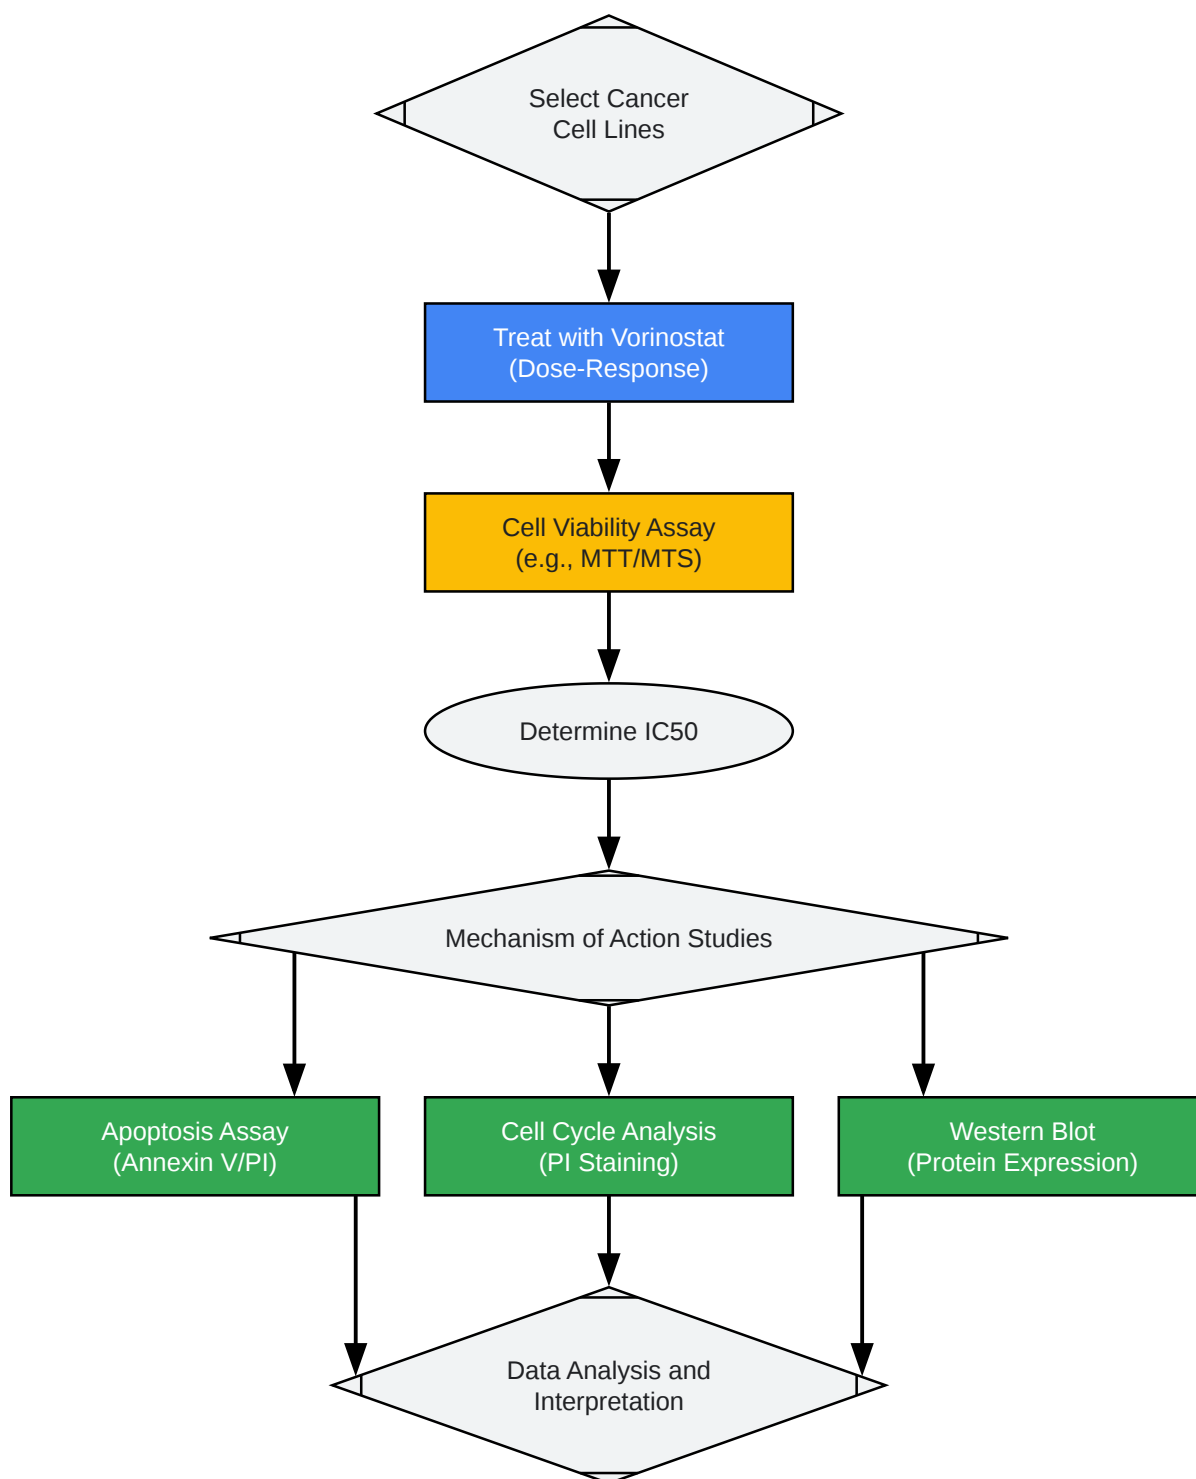 Select Cancer
Cell Lines
Treat with Vorinostat
(Dose-Response)
Cell Viability Assay
(e.g., MTT/MTS)
Determine IC50
Mechanism of Action Studies
Apoptosis Assay
(Annexin V/PI)
Cell Cycle Analysis
(PI Staining)
Western Blot
(Protein Expression)
Data Analysis and
Interpretation